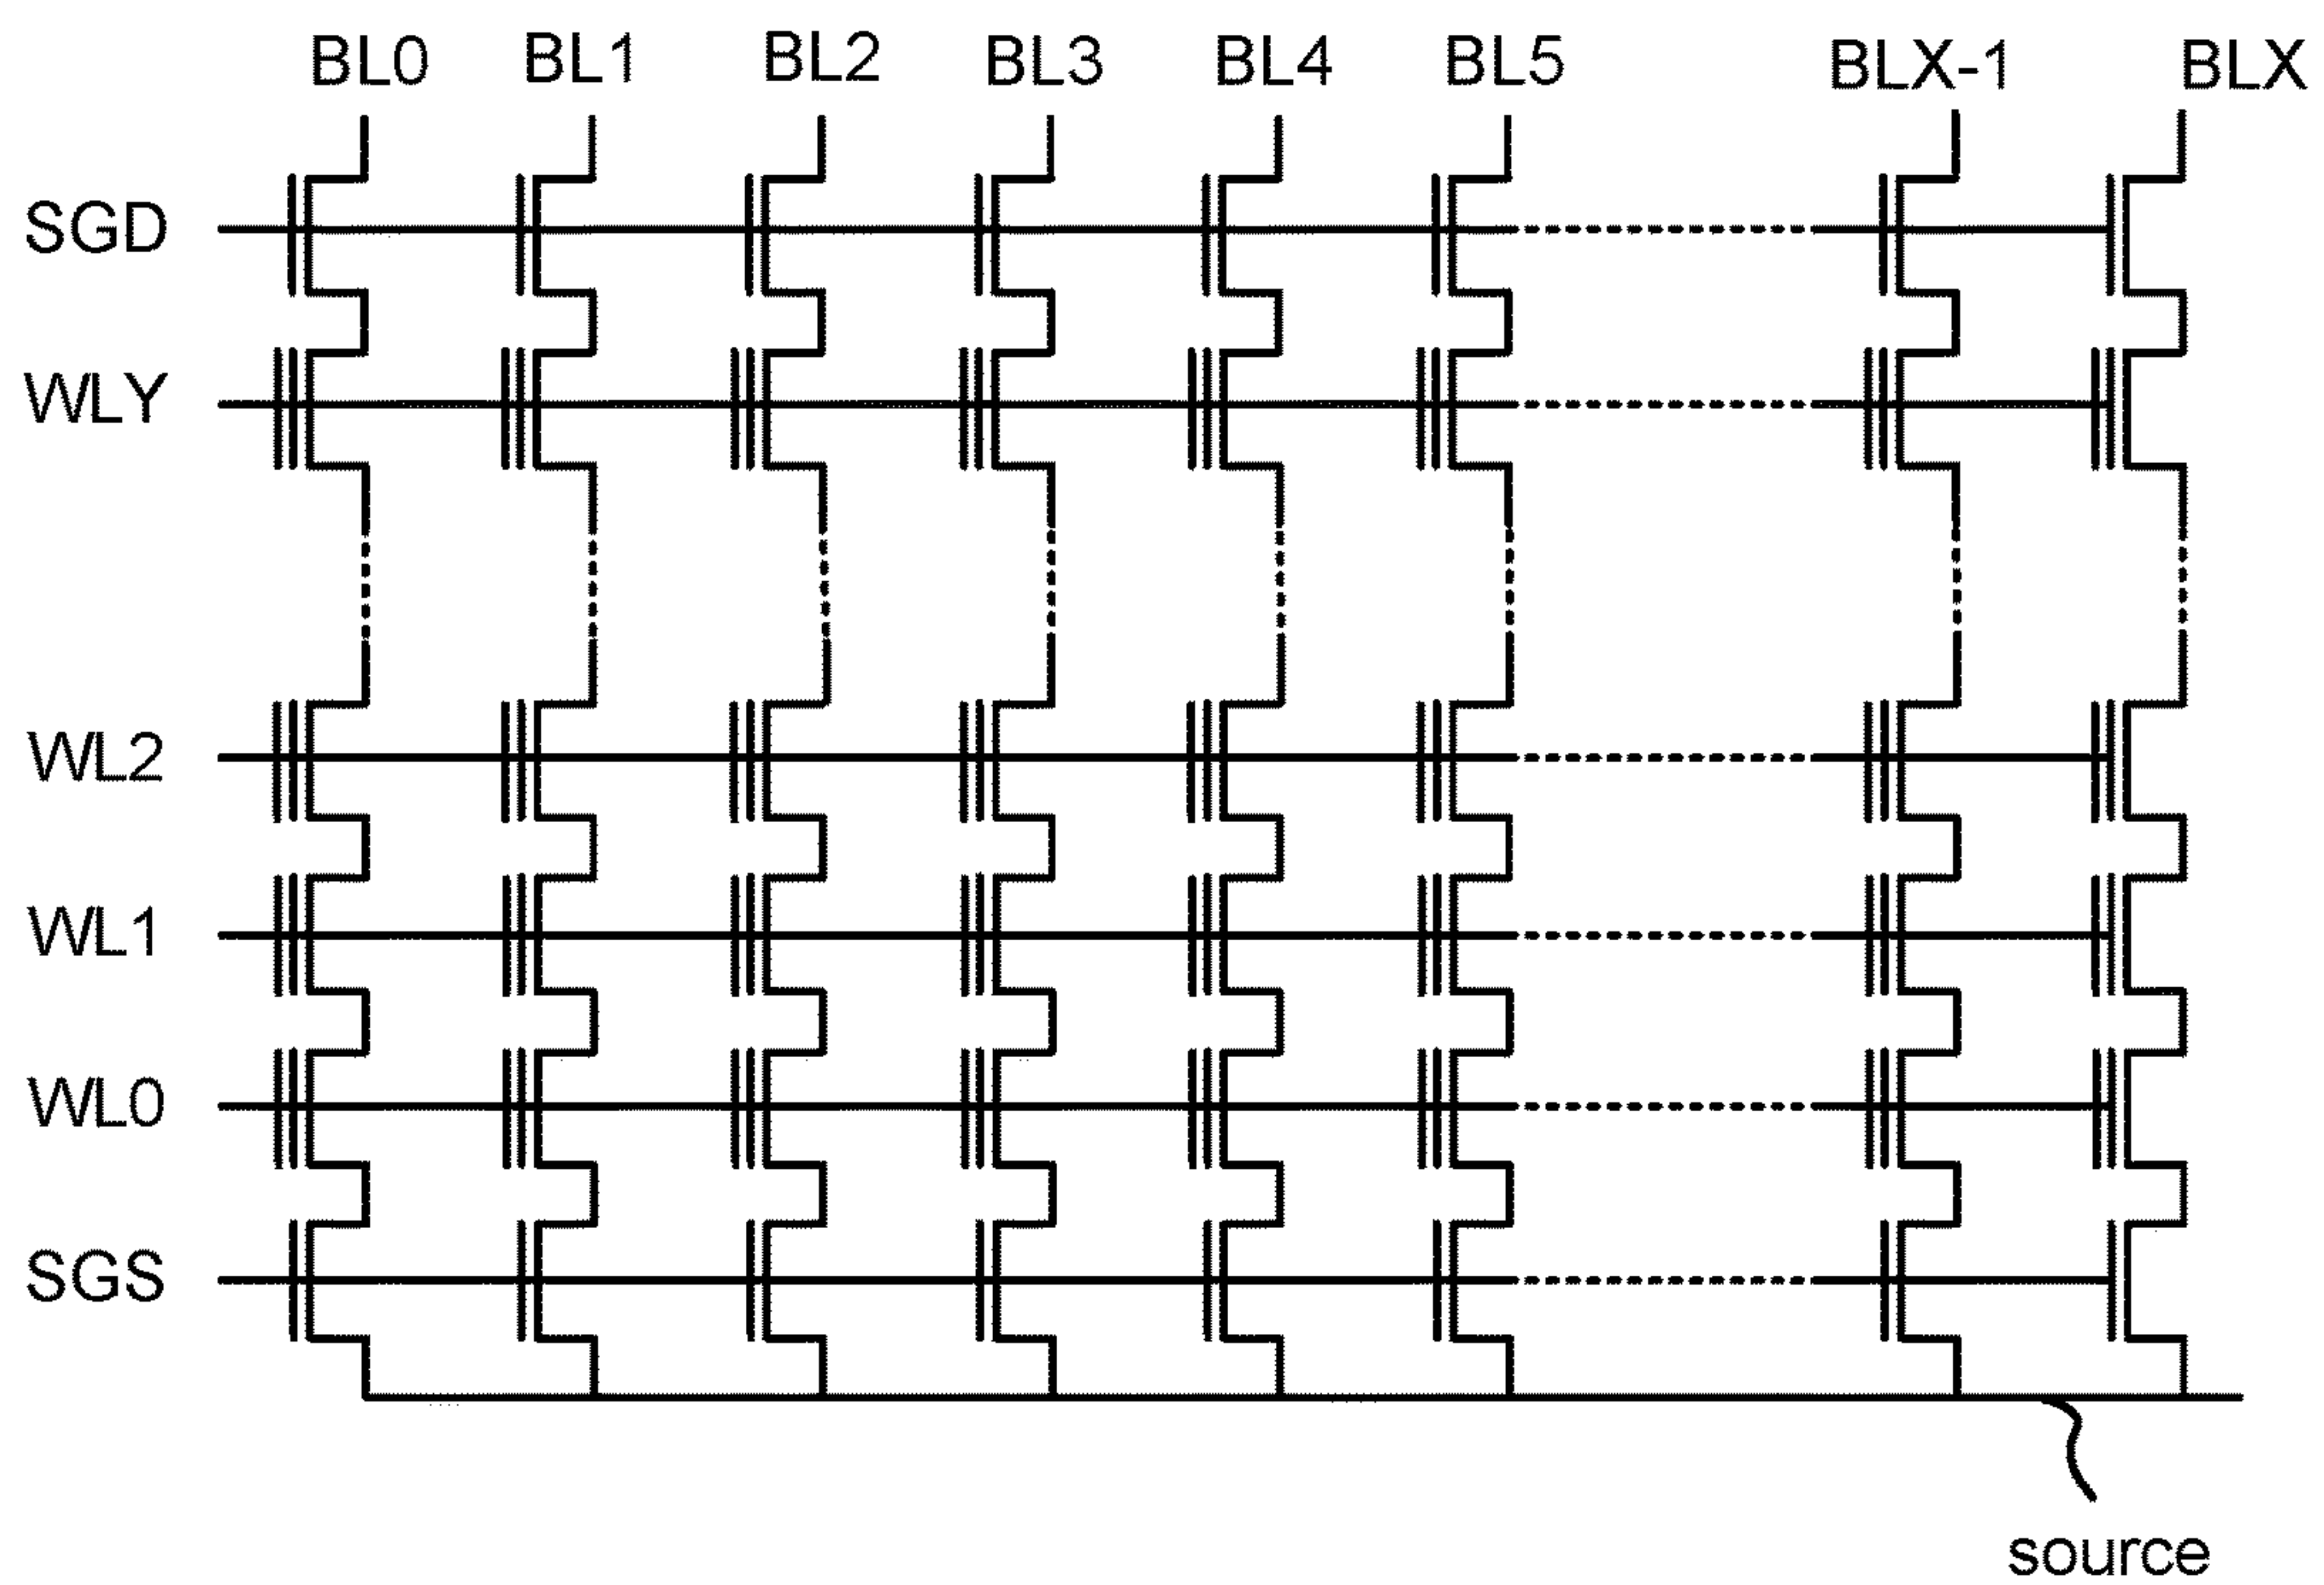 BL0 BL1 BL2 BL3 BL4 BL5 BLX-1 BLX
SGD
WLY
WL2
WL1
WL0
SGS
source